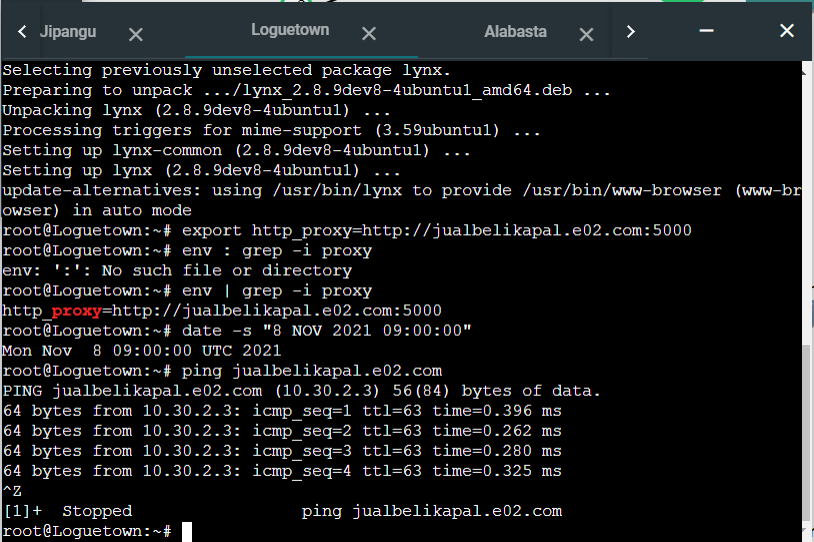 Jipangu Loguetown Alabasta
Selecting previously unselected package lynx.
Preparing to unpack .../lynx_2.8.9dev8-4ubuntu1_amd64.deb ...
Unpacking lynx (2.8.9dev8-4ubuntu1) ...
Processing triggers for mime-support (3.59ubuntu1) ...
Setting up lynx-common (2.8.9dev8-4ubuntu1) ...
Setting up lynx (2.8.9dev8-4ubuntu1) ...
update-alternatives: using /usr/bin/lynx to provide /usr/bin/www-browser (www-br
owser) in auto mode
root@Loguetown:~# export http_proxy=http://jualbelikapal.e02.com:5000
root@Loguetown:~# env : grep -i proxy
env: ':': No such file or directory
root@Loguetown:~# env | grep -i proxy
http_proxy=http://jualbelikapal.e02.com:5000
root@Loguetown:~# date -s "8 NOV 2021 09:00:00"
Mon Nov  8 09:00:00 UTC 2021
root@Loguetown:~# ping jualbelikapal.e02.com
PING jualbelikapal.e02.com (10.30.2.3) 56(84) bytes of data.
64 bytes from 10.30.2.3: icmp_seq=1 ttl=63 time=0.396 ms
64 bytes from 10.30.2.3: icmp_seq=2 ttl=63 time=0.262 ms
64 bytes from 10.30.2.3: icmp_seq=3 ttl=63 time=0.280 ms
64 bytes from 10.30.2.3: icmp_seq=4 ttl=63 time=0.325 ms
^Z
[1]+  Stopped                 ping jualbelikapal.e02.com
root@Loguetown:~#